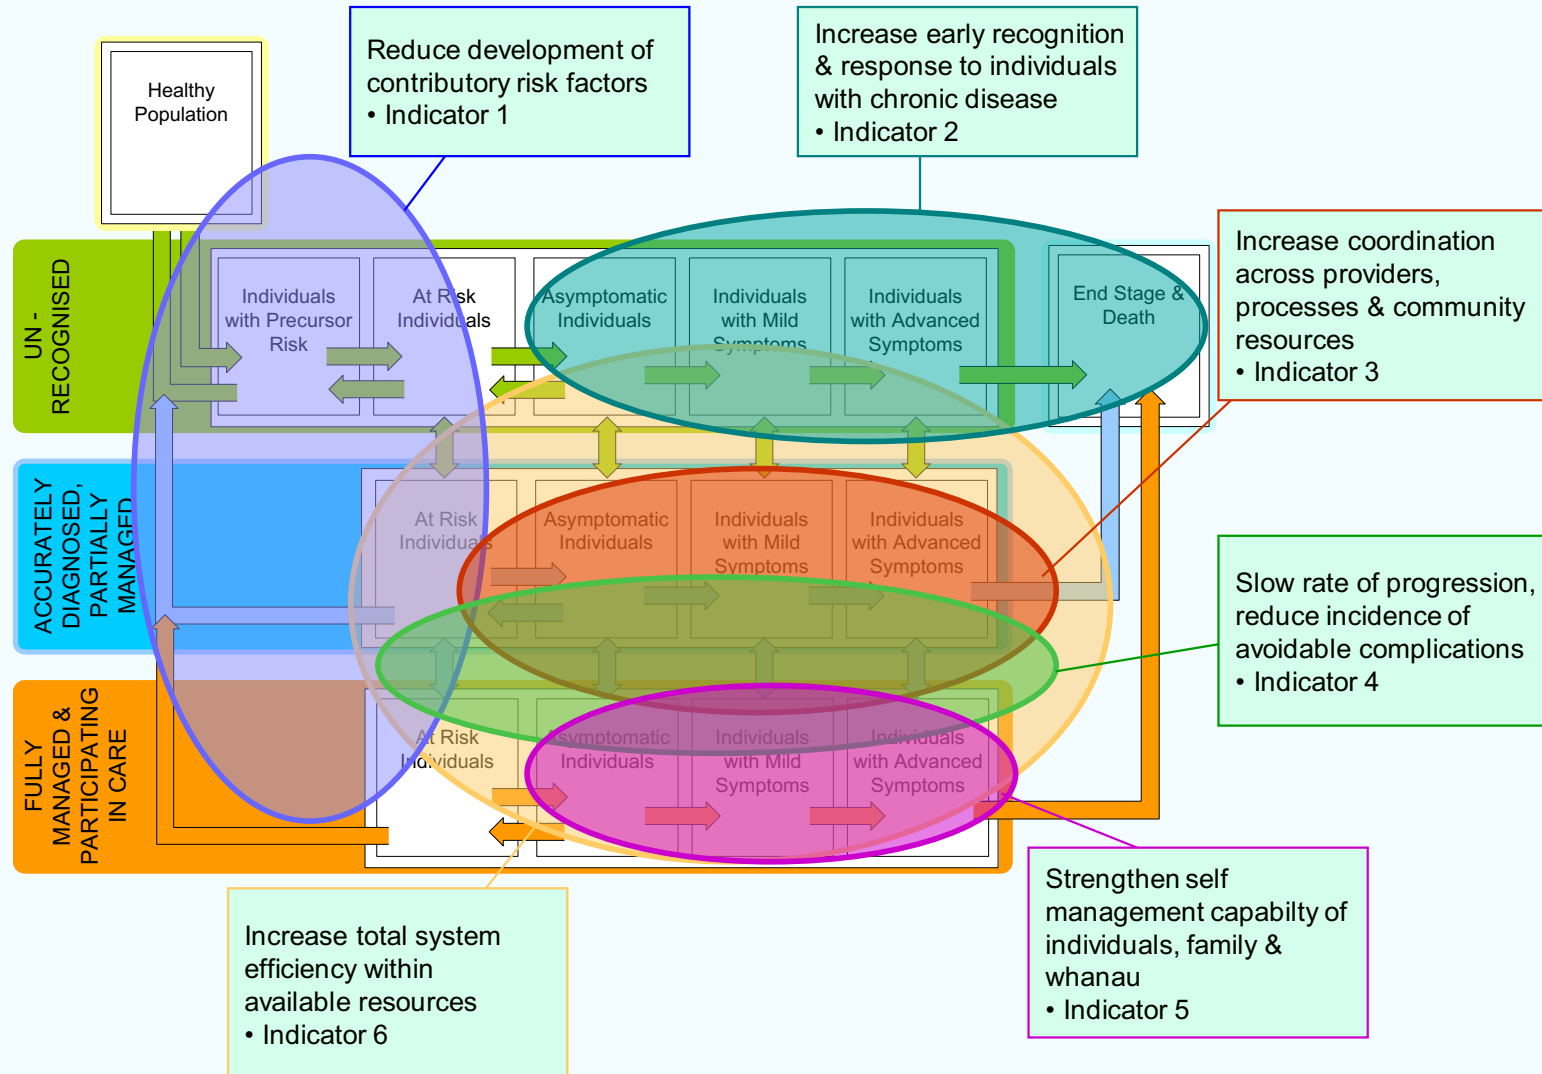 Healthy
Population
Reduce development of
contributory risk factors
• Indicator 1
Increase early recognition
& response to individuals
with chronic disease
• Indicator 2
Increase coordination
across providers,
processes & community
resources
• Indicator 3
UN -
RECOGNISED
Individuals
with Precursor
Risk
At Risk
Individuals
Asymptomatic
Individuals
Individuals
with Mild
Symptoms
Individuals
with Advanced
Symptoms
End Stage &
Death
ACCURATELY
DIAGNOSED,
PARTIALLY
MANAGED
At Risk
Individuals
Asymptomatic
Individuals
Individuals
with Mild
Symptoms
Individuals
with Advanced
Symptoms
Slow rate of progression,
reduce incidence of
avoidable complications
• Indicator 4
FULLY
MANAGED &
PARTICIPATING
IN CARE
At Risk
Individuals
Asymptomatic
Individuals
Individuals
with Mild
Symptoms
Individuals
with Advanced
Symptoms
Increase total system
efficiency within
available resources
• Indicator 6
Strengthen self
management capabilty of
individuals, family &
whanau
• Indicator 5